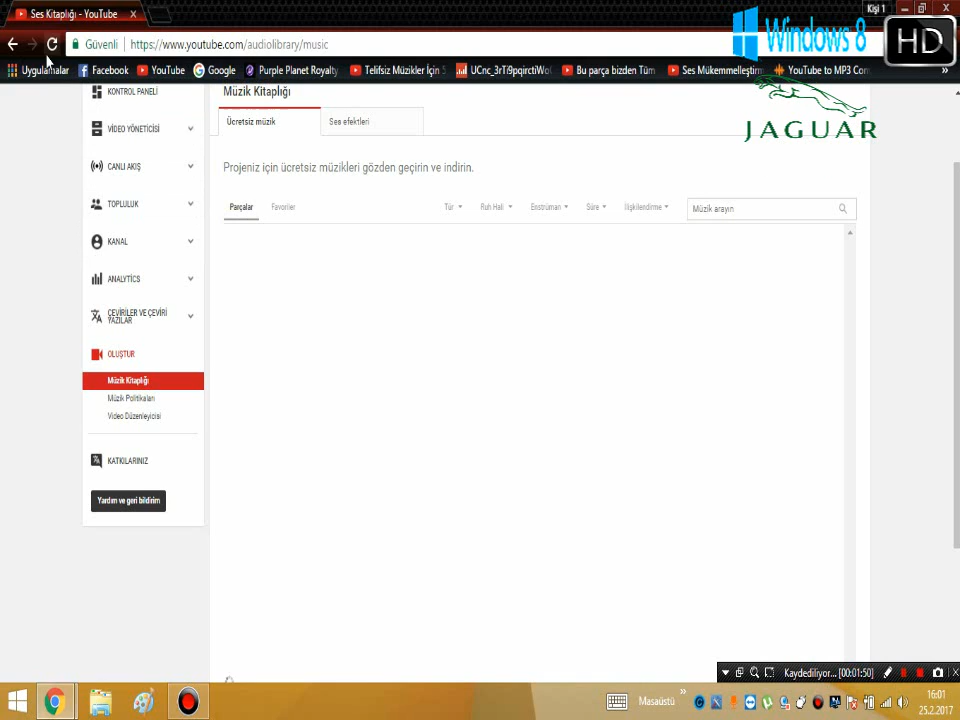 Ses Kitaplığı - YouTube
Kişi 1
Güvenli
https://www.youtube.com/audiolibrary/music
Windows 8
HD
Uygulamalar
Facebook
YouTube
Google
Purple Planet Royalty
Telifsiz Müzikler İçin
UCnc_3rTi9pqirctiWo
Bu parça bizden Tüm
Ses Mükemmelleştirm
YouTube to MP3 Con
»
JAGUAR
KONTROL PANELİ
VİDEO YÖNETİCİSİ
CANLI AKIŞ
TOPLULUK
KANAL
ANALYTICS
ÇEVİRİLER VE ÇEVİRİ
YAZILAR
OLUŞTUR
Müzik Kitaplığı
Müzik Politikaları
Video Düzenleyicisi
KATKILARINIZ
Yardım ve geri bildirim
Müzik Kitaplığı
Ücretsiz müzik
Ses efektleri
Projeniz için ücretsiz müzikleri gözden geçirin ve indirin.
Parçalar
Favoriler
Tür
Ruh Hali
Enstrüman
Süre
İlişkilendirme
Müzik arayın
Kaydediliyor... [00:01:50]
Masaüstü
»
16:01
25.2.2017